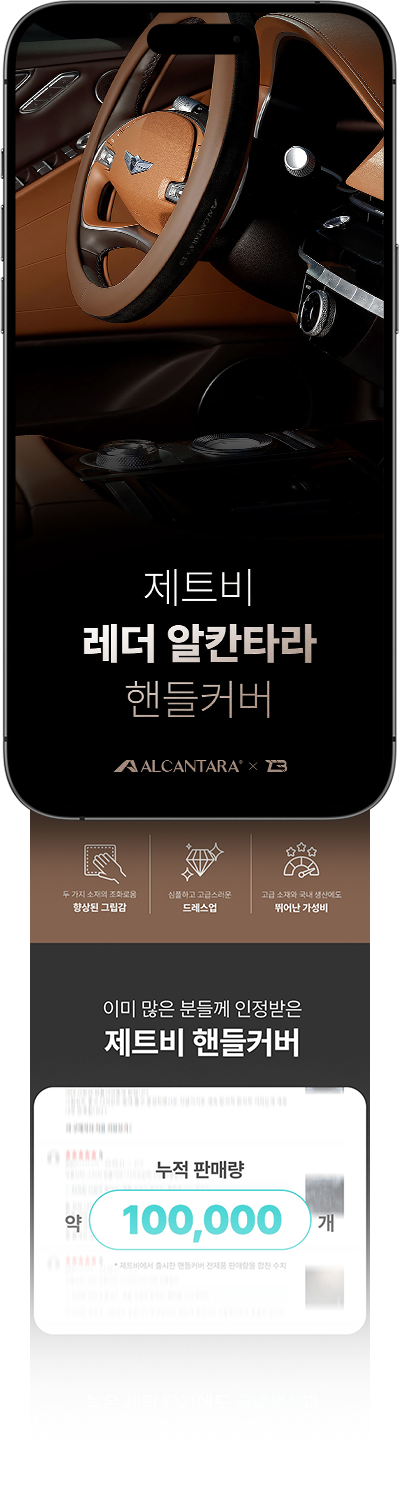 ALCANTARA®
제트비
레더 알칸타라
핸들커버
ALCANTARA® ×
두 가지 소재의 조화로움
향상된 그립감
심플하고 고급스러운
드레스업
고급 소재와 국내 생산에도
뛰어난 가성비
이미 많은 분들께 인정받은
제트비 핸들커버
누적 판매량
약 100,000 개
* 제트비에서 출시한 핸들커버 전제품 판매량을 합친 수치